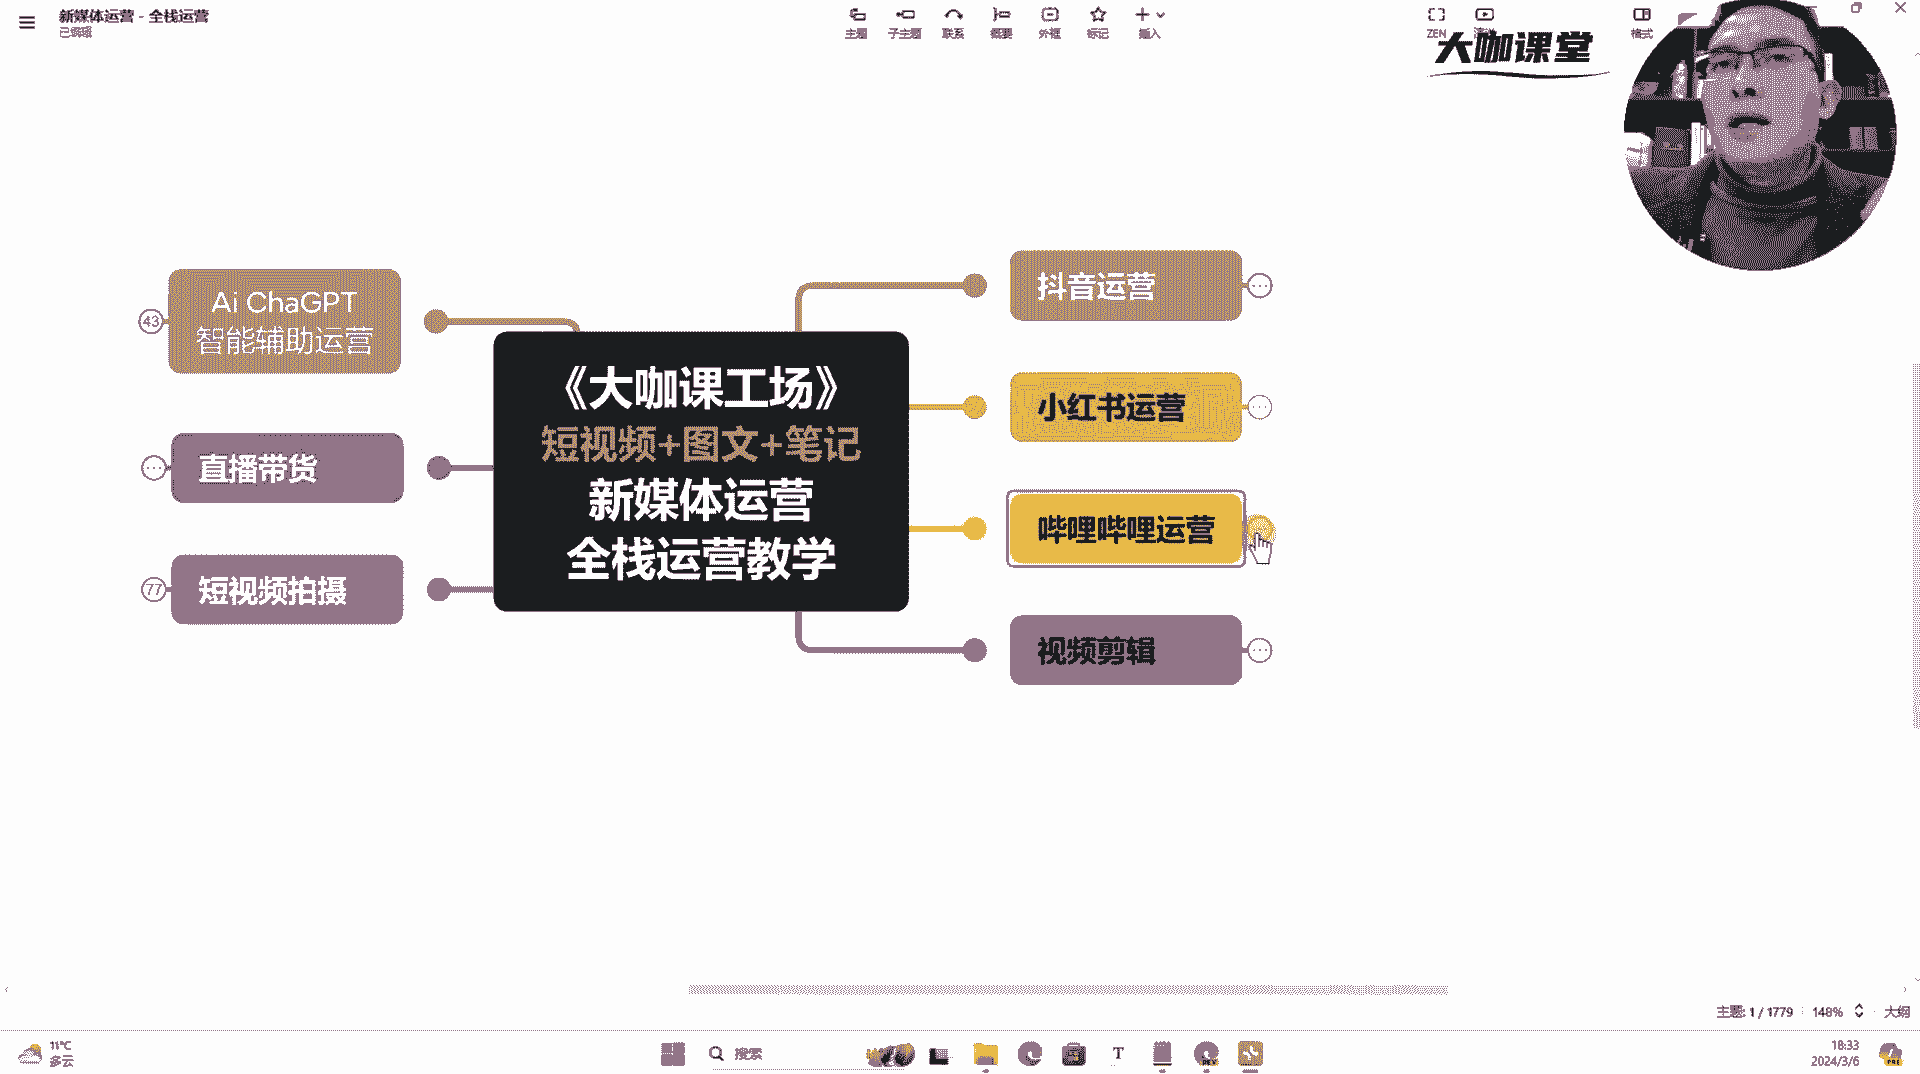 新媒体运营 - 全栈运营
已编辑
主题
子主题
联系
概要
外框
标记
插入
ZEN
格式
大咖课堂
Ai ChaGPT
智能辅助运营
43
直播带货
短视频拍摄
77
《大咖课工场》
短视频+图文+笔记
新媒体运营
全栈运营教学
抖音运营
小红书运营
哔哩哔哩运营
视频剪辑
主题: 1 / 1779
148%
大纲
11°C
多云
搜索
18:33
2024/3/6